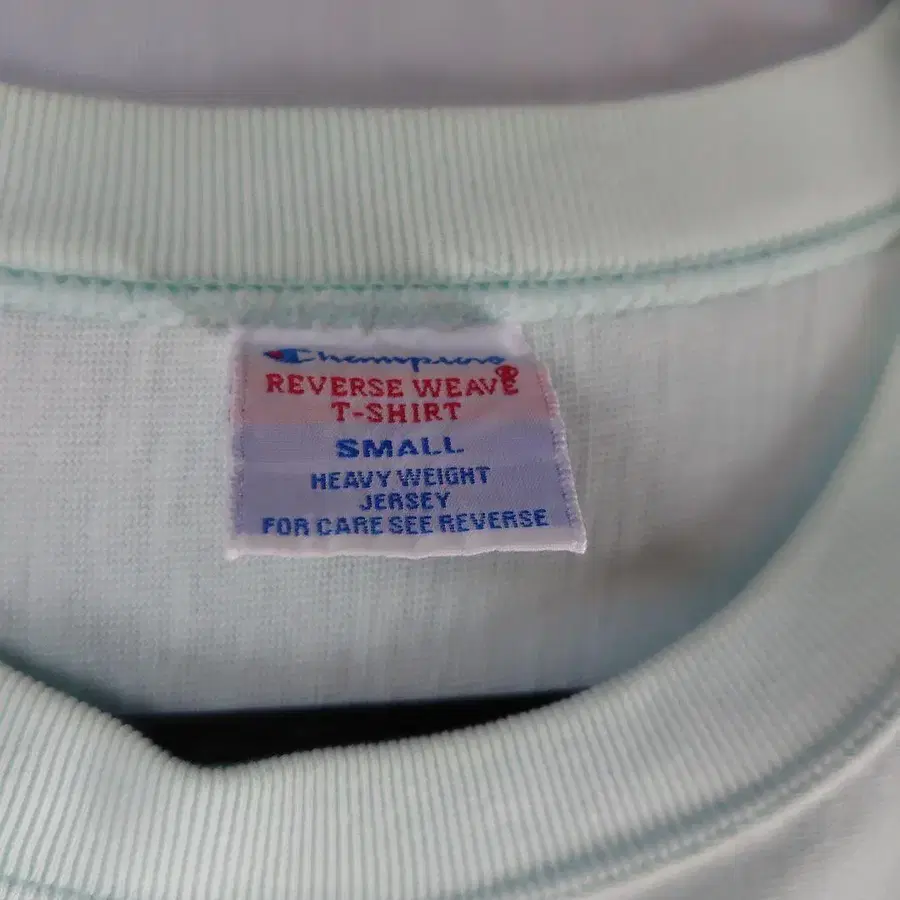 Champion
REVERSE WEAVE
T-SHIRT
SMALL
HEAVY WEIGHT
JERSEY
FOR CARE SEE REVERSE